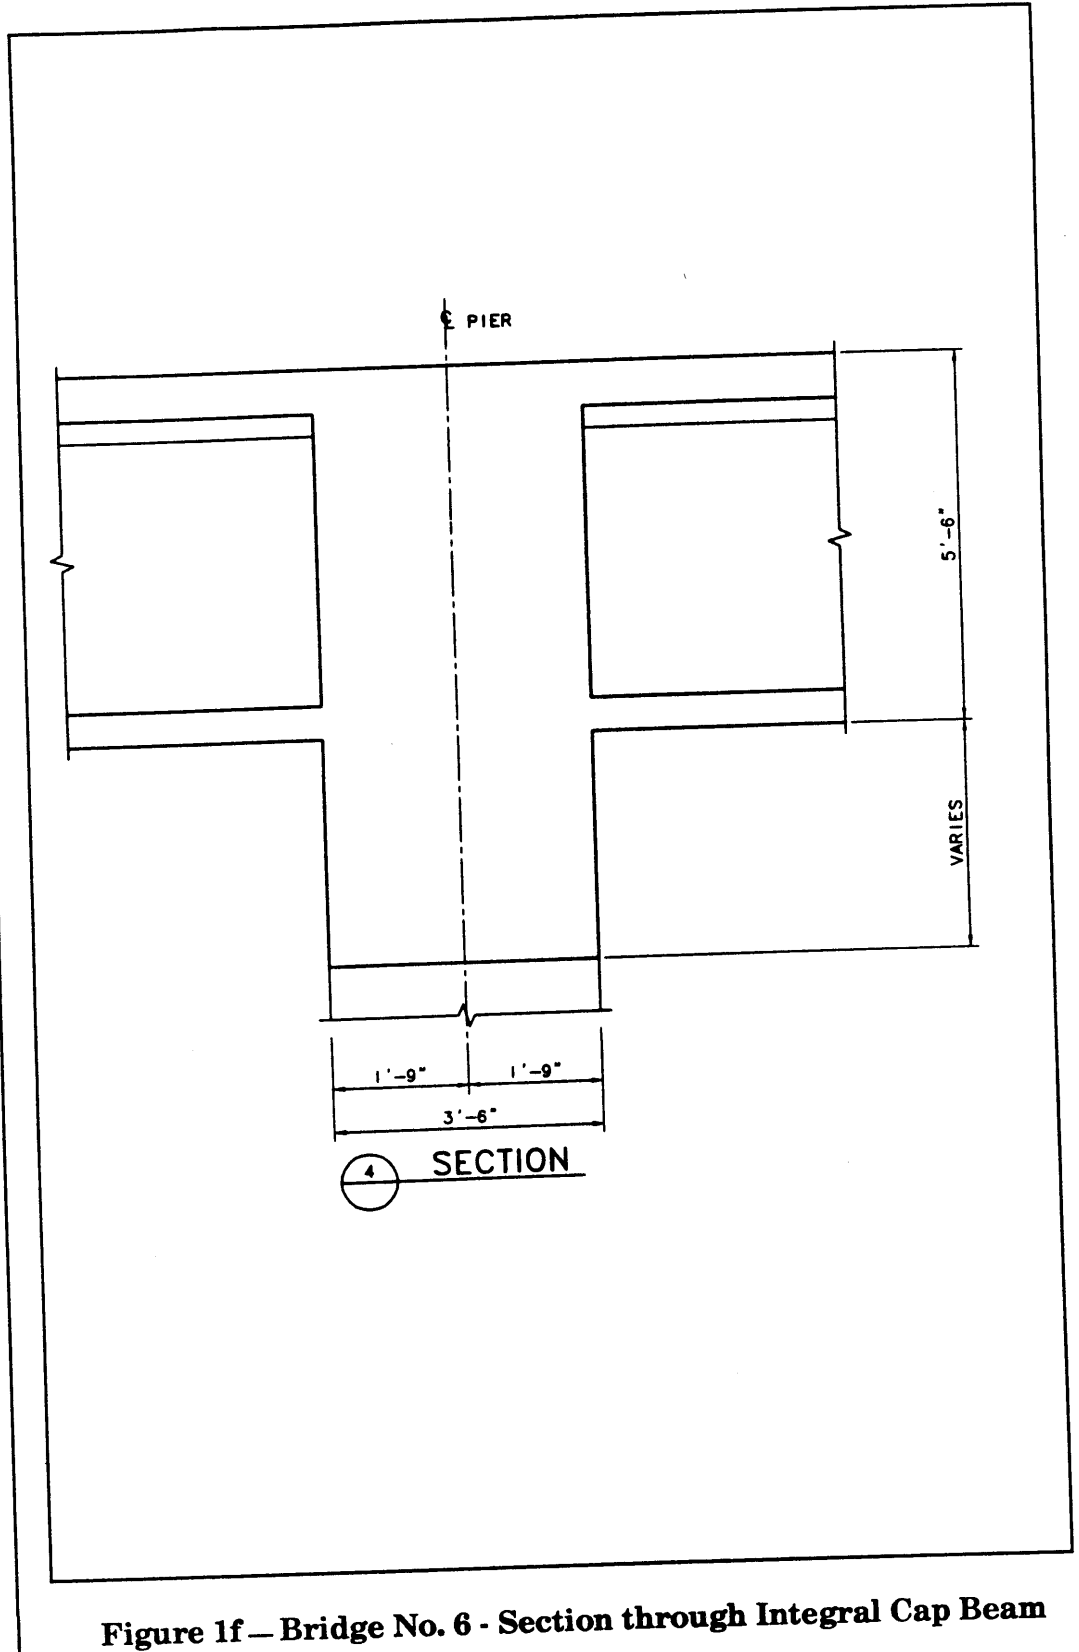 ℄ PIER
5'-6"
VARIES
1'-9" 1'-9"
3'-6"
4 SECTION
Figure 1f — Bridge No. 6 - Section through Integral Cap Beam